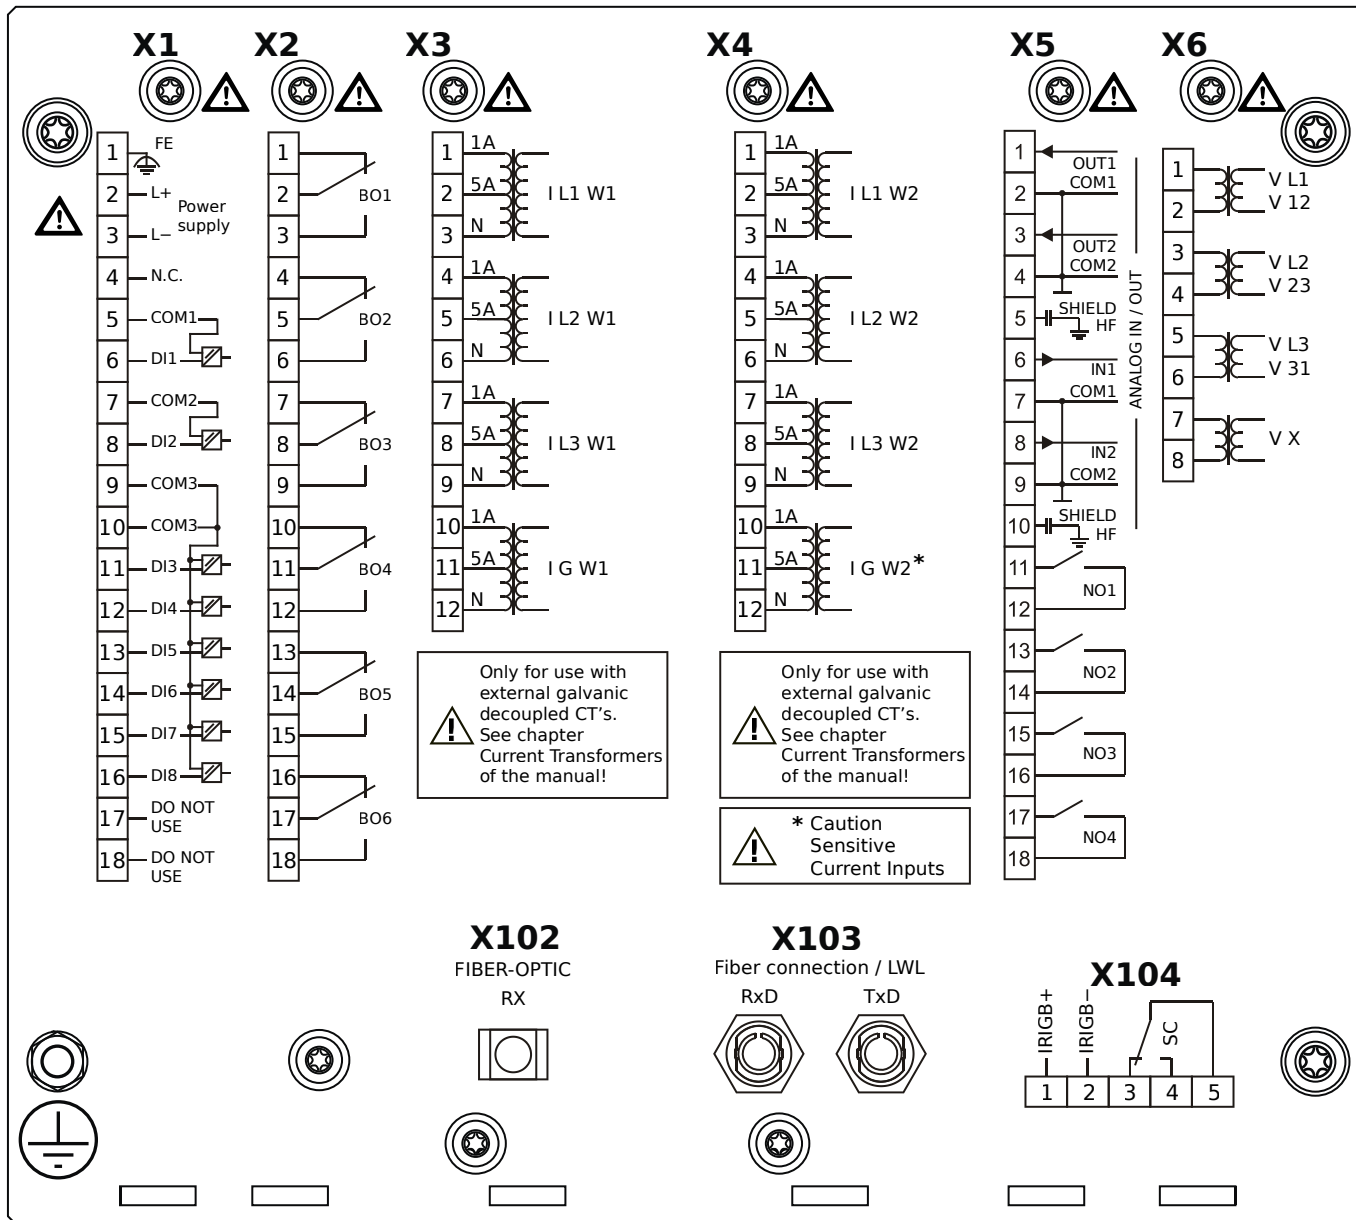 X1
X2
X3
X4
X5
X6
1 FE
2 L+
Power
supply
3 L−
4 N.C.
5 COM1
6 DI1
7 COM2
8 DI2
9 COM3
10 COM3
11 DI3
12 DI4
13 DI5
14 DI6
15 DI7
16 DI8
17 DO NOT
USE
18 DO NOT
USE
1
2 BO1
3
4
5 BO2
6
7
8 BO3
9
10
11 BO4
12
13
14 BO5
15
16
17 BO6
18
1 1A
2 5A I L1 W1
3 N
4 1A
5 5A I L2 W1
6 N
7 1A
8 5A I L3 W1
9 N
10 1A
11 5A I G W1
12 N
Only for use with
external galvanic
decoupled CT's.
See chapter
Current Transformers
of the manual!
1 1A
2 5A I L1 W2
3 N
4 1A
5 5A I L2 W2
6 N
7 1A
8 5A I L3 W2
9 N
10 1A
11 5A I G W2*
12 N
Only for use with
external galvanic
decoupled CT's.
See chapter
Current Transformers
of the manual!
* Caution
Sensitive
Current Inputs
1 OUT1
2 COM1
3 OUT2
4 COM2
5 SHIELD
HF
6 IN1
7 COM1
8 IN2
9 COM2
10 SHIELD
HF
ANALOG IN / OUT
11
NO1
12
13
NO2
14
15
NO3
16
17
NO4
18
1 V L1
2 V 12
3 V L2
4 V 23
5 V L3
6 V 31
7 V X
8
X102
FIBER-OPTIC
RX
X103
Fiber connection / LWL
RxD TxD
X104
IRIGB+
IRIGB−
SC
1 2 3 4 5